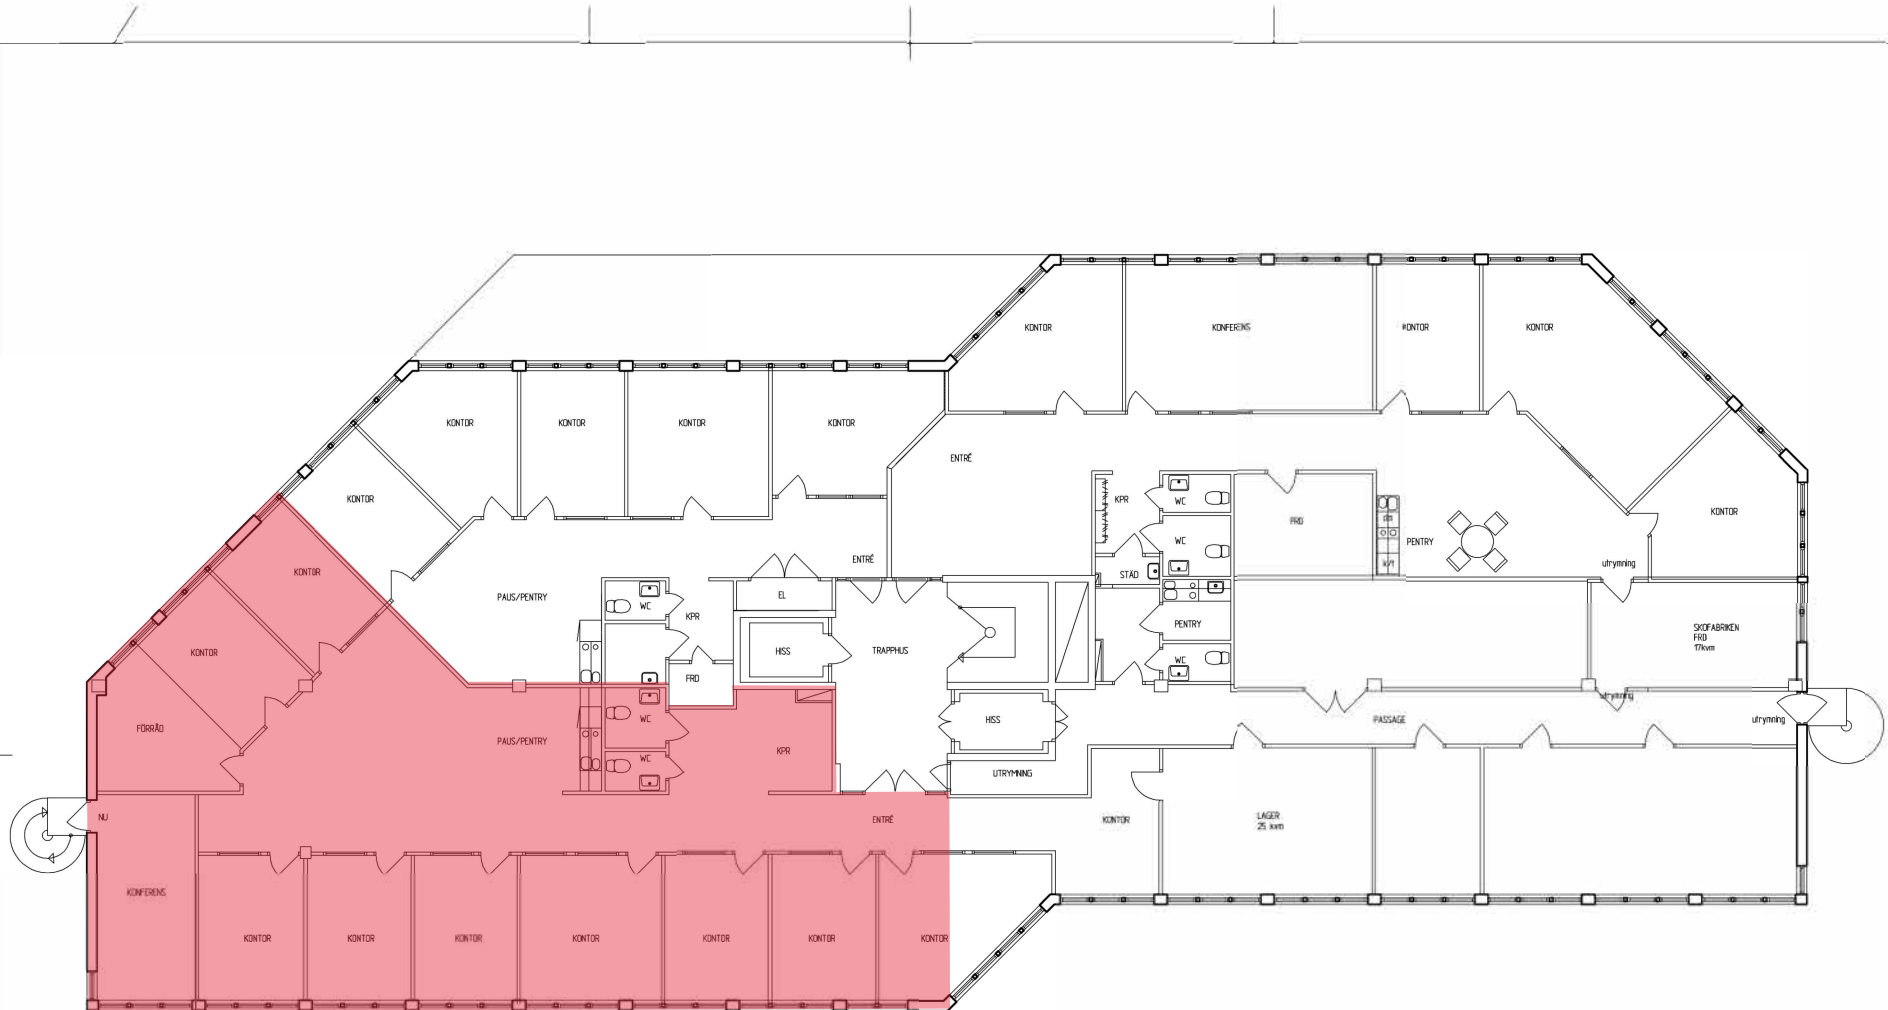 KONTOR
KONFERENS
KONTOR
KONTOR
KONTOR
KONTOR
KONTOR
KONTOR
ENTRÉ
KONTOR
KPR
WC
KONTOR
FRD
WC
PENTRY
k/f
ENTRÉ
utrymning
KONTOR
STÄD
PAUS/PENTRY
WC
EL
KPR
PENTRY
KONTOR
HISS
TRAPPHUS
SKOFABRIKEN
FRD
17kvm
WC
FRD
utrymning
FÖRRÅD
WC
HISS
PASSAGE
utrymning
PAUS/PENTRY
KPR
WC
UTRYMNING
NU
ENTRÉ
KONTOR
LAGER
25 kvm
KONFERENS
KONTOR
KONTOR
KONTOR
KONTOR
KONTOR
KONTOR
KONTOR